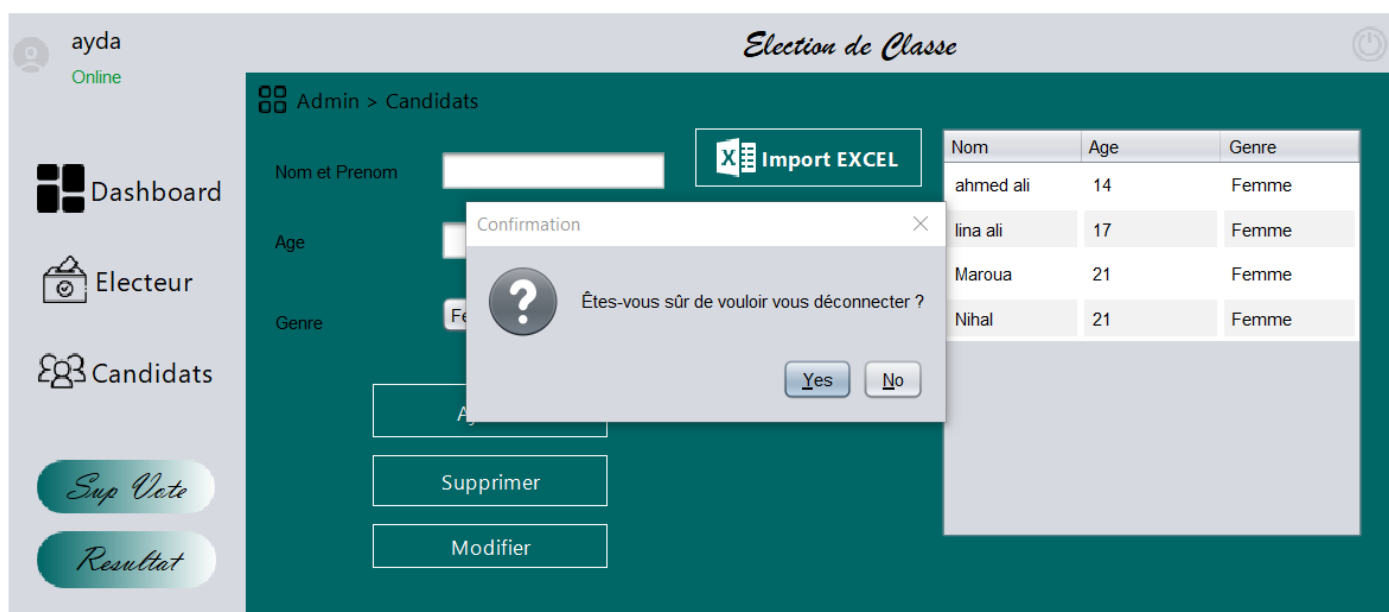 ayda
Online
Election de Classe
Admin > Candidats
Dashboard
Electeur
Candidats
Sup Vote
Resultat
Nom et Prenom
Age
Genre
Import EXCEL
Supprimer
Modifier
Confirmation
Êtes-vous sûr de vouloir vous déconnecter ?
Yes No
Nom Age Genre
ahmed ali 14 Femme
lina ali 17 Femme
Maroua 21 Femme
Nihal 21 Femme